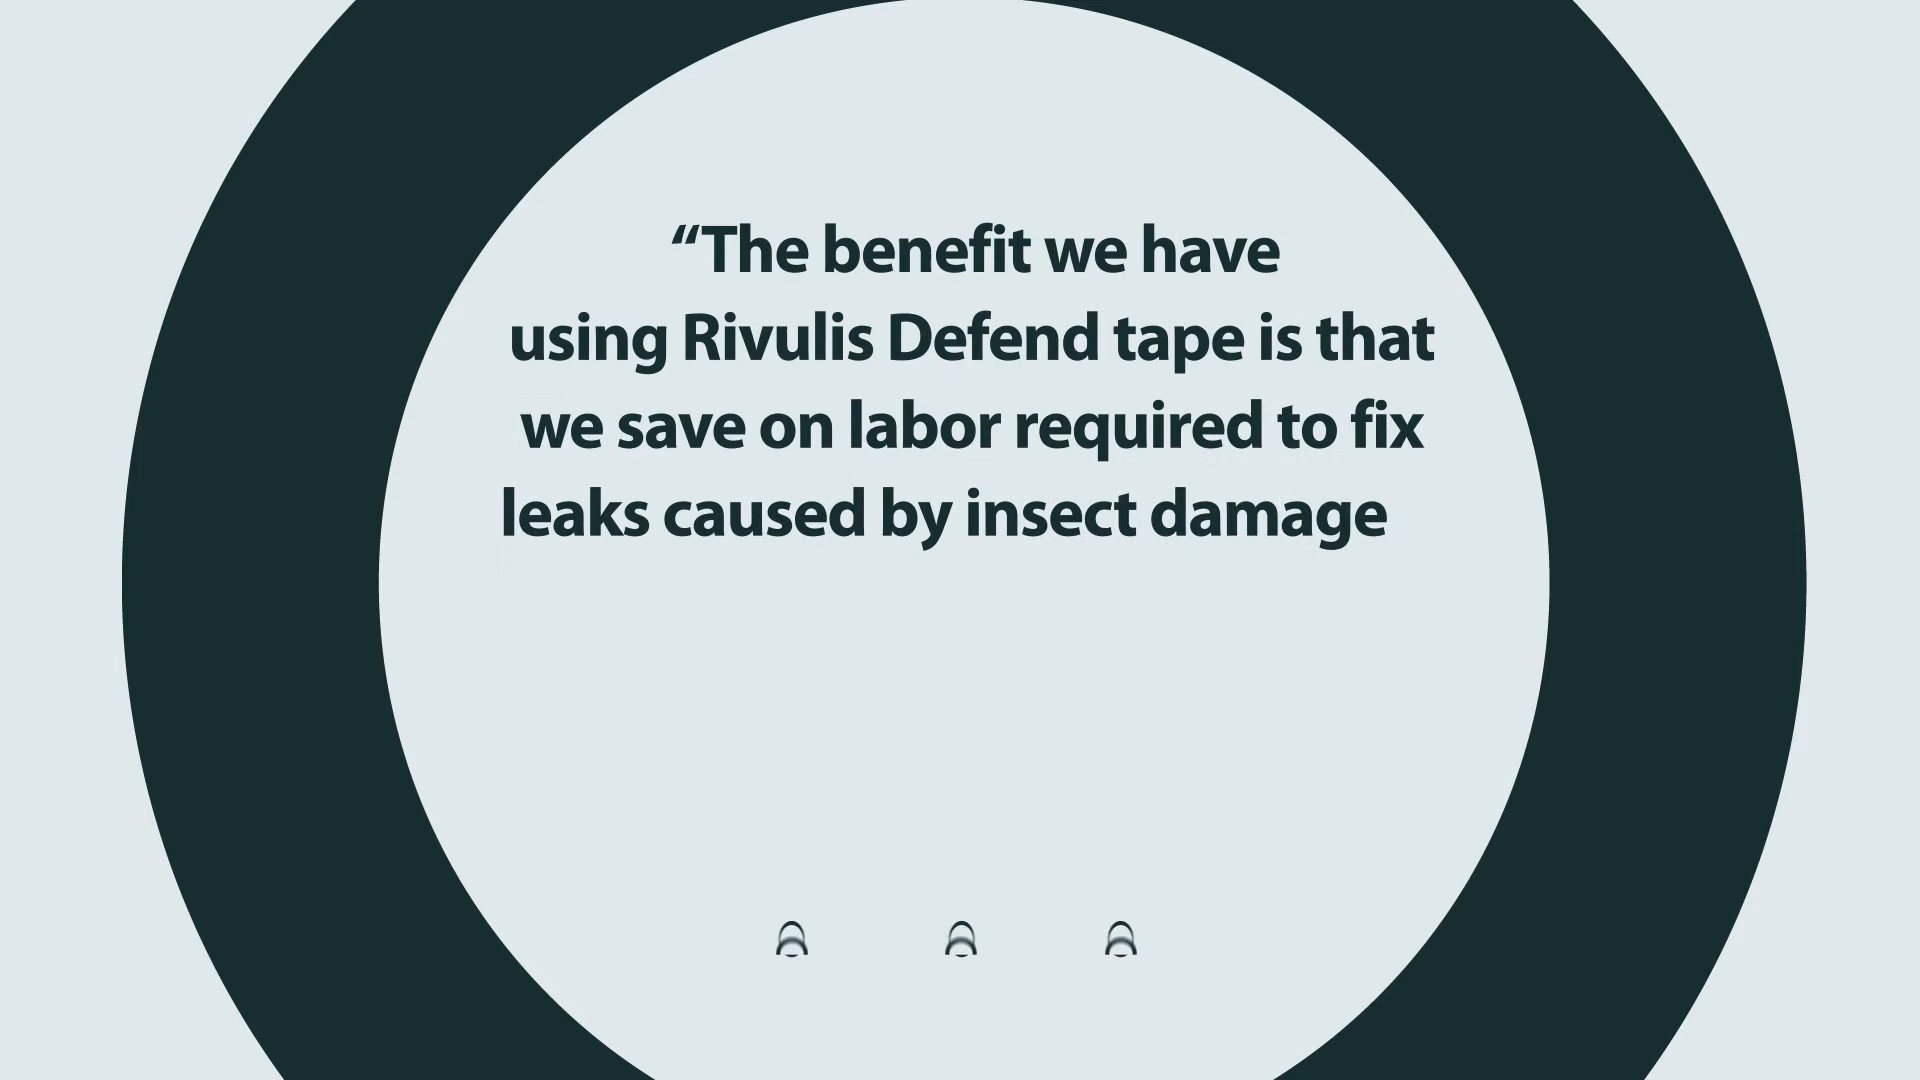 “The benefit we have
using Rivulis Defend tape is that
we save on labor required to fix
leaks caused by insect damage